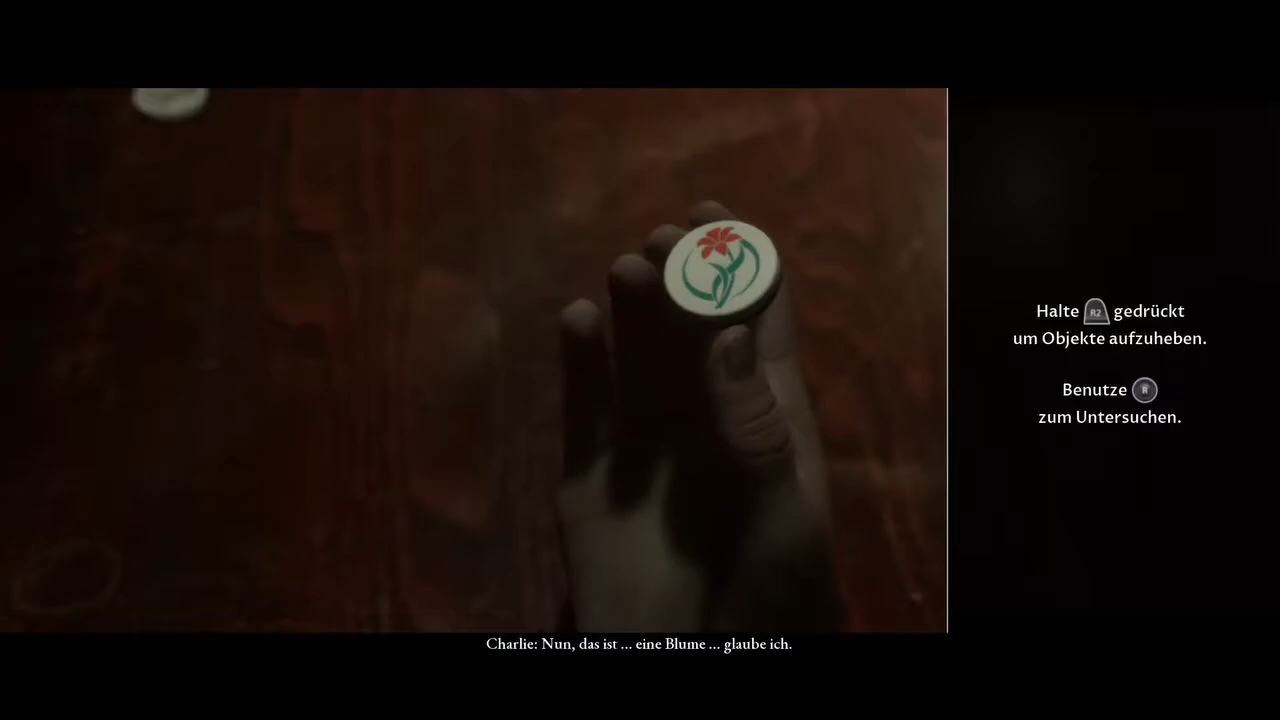 Halte R2 gedrückt
um Objekte aufzuheben.
Benutze R
zum Untersuchen.
Charlie: Nun, das ist ... eine Blume ... glaube ich.